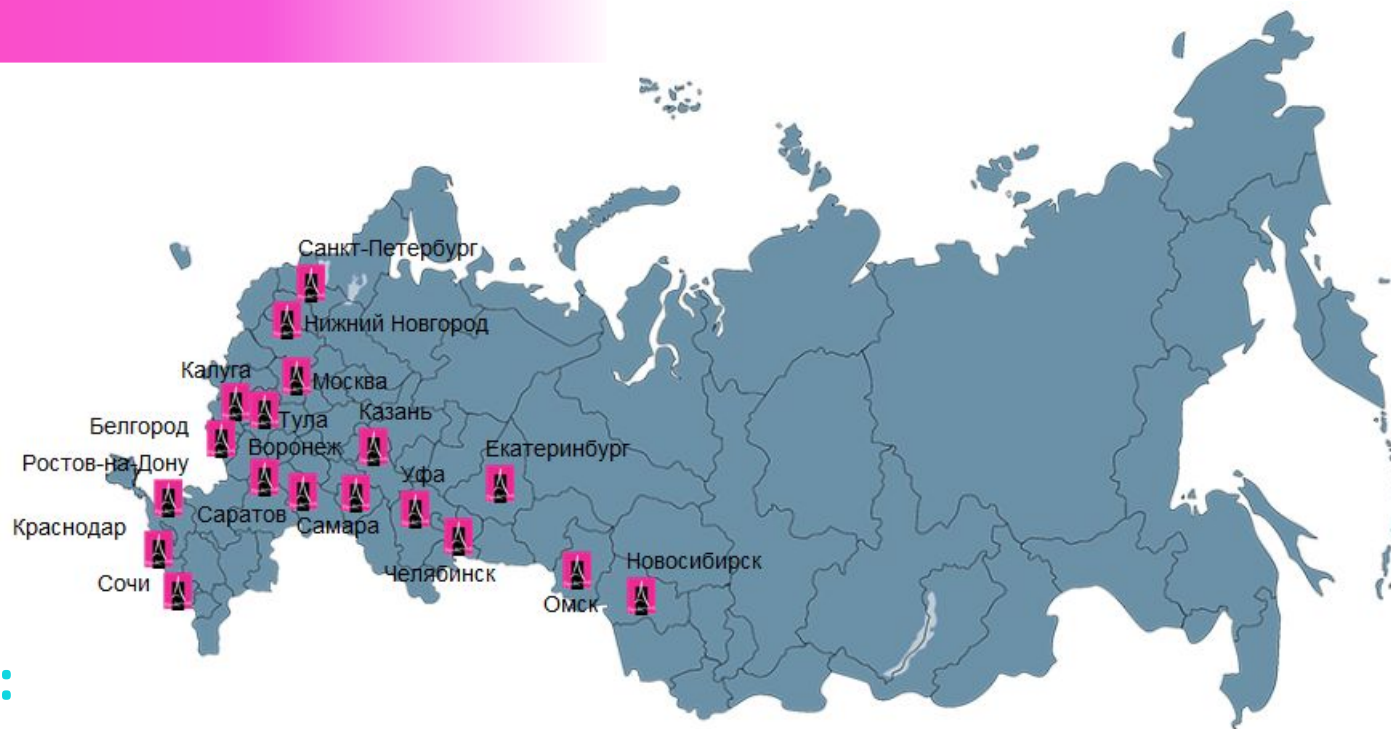 Санкт-Петербург
Нижний Новгород
Калуга
Москва
Казань
Тула
Белгород
Воронеж
Екатеринбург
Ростов-на-Дону
Уфа
Саратов
Самара
Краснодар
Новосибирск
Челябинск
Сочи
Омск
: